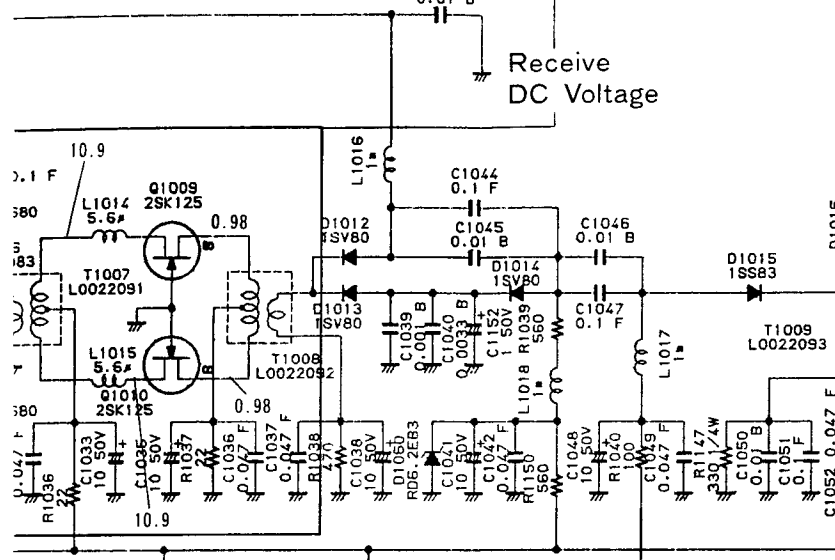 Receive
DC Voltage
L1016
1m
10.9
0.1 F
Q1009
2SK125
L1014
5.6μ
0.98
C1044
0.1 F
D1012
1SV80
C1045
0.01 B
C1046
0.01 B
D1014
1SV80
D1015
1SS83
T1007
L0022091
D1013
1SV80
C1039
0.001 B
C1040
0.0033 B
C1152
1 50V
R1039
560
C1047
0.1 F
T1009
L0022093
L1015
5.6μ
T1008
L0022092
L1018
1m
L1017
1m
Q1010
2SK125
0.98
0.047 F
R1036
22
C1033
10 50V
C1035
10 50V
R1037
22
C1036
0.047 F
C1037
0.047 F
R1038
470
C1038
10 50V
D1060
RD6.2EB3
C1041
10 50V
C1042
0.047 F
R1150
560
C1048
10 50V
R1040
100
C1049
0.047 F
R1147
330 1/4W
C1050
0.01 B
C1051
0.1 F
C1052 0.047 F
10.9